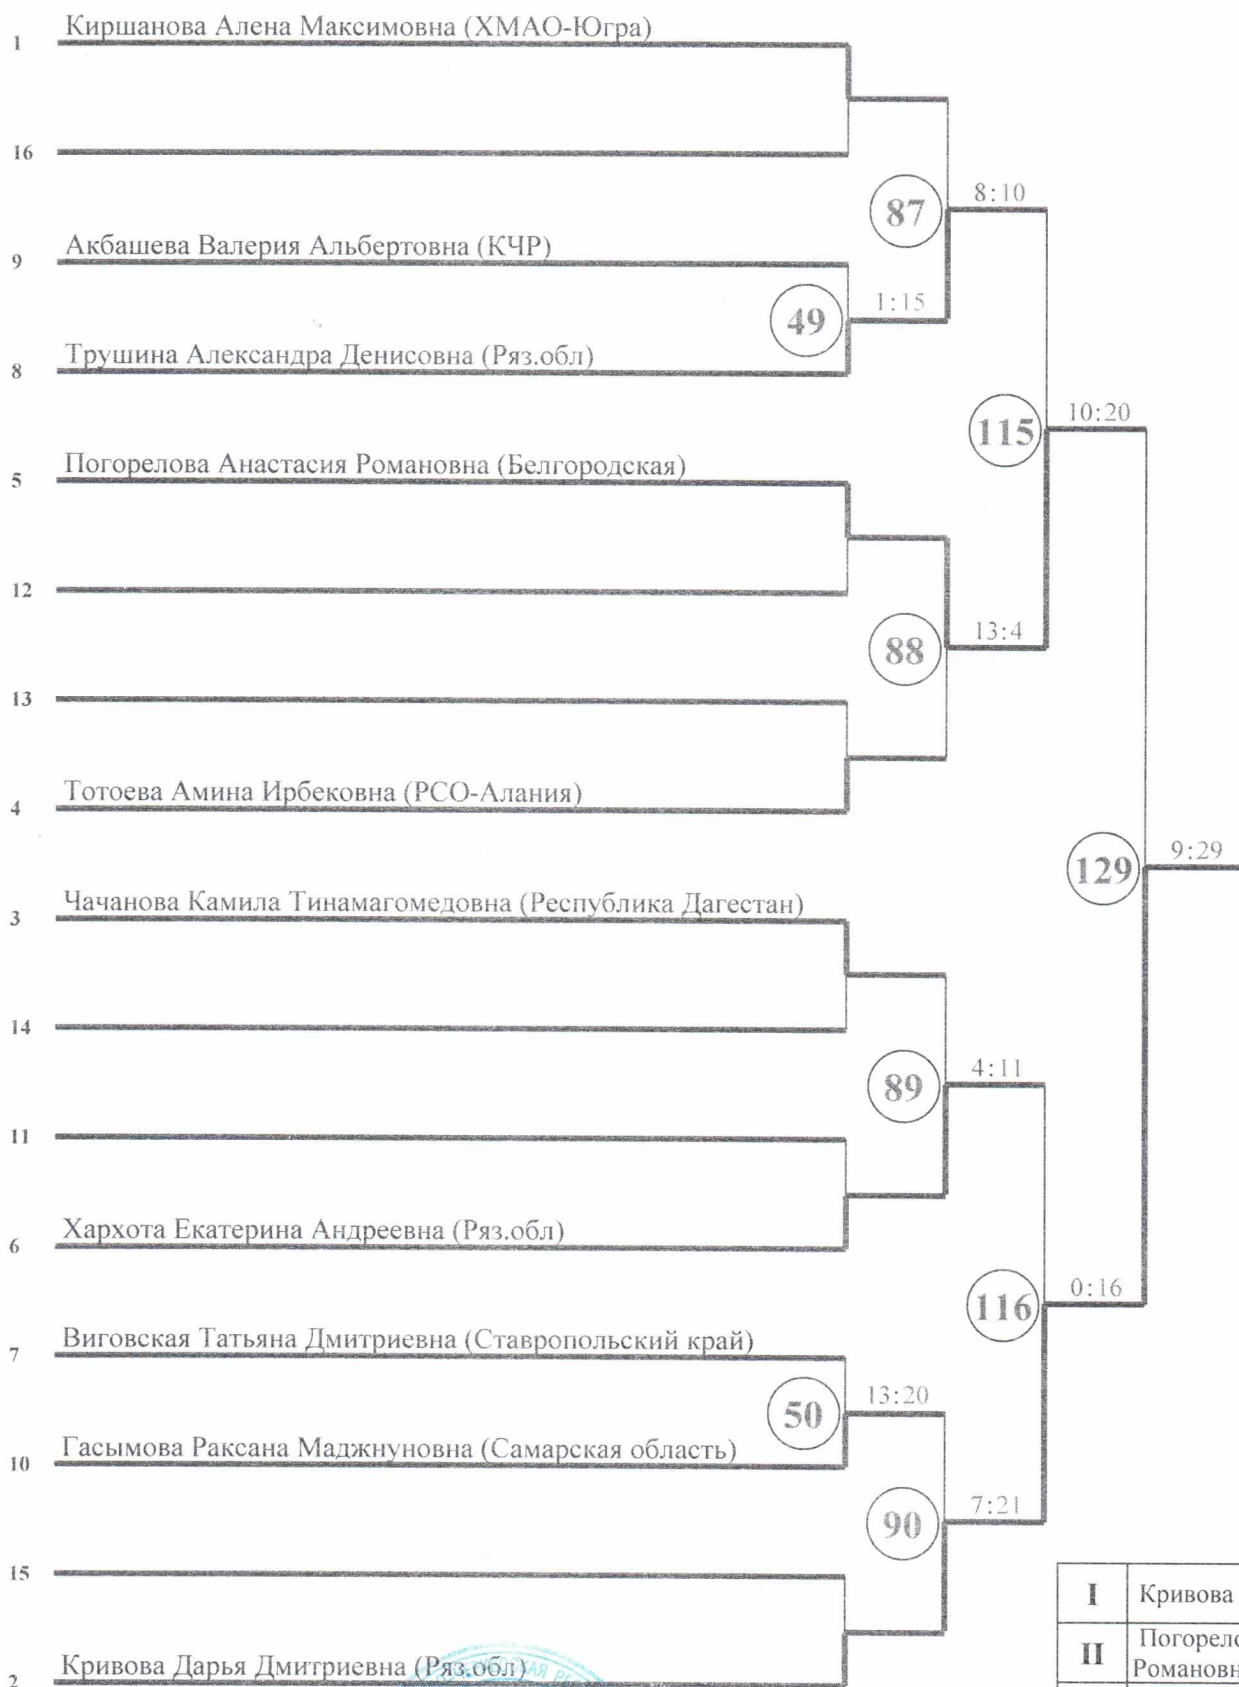 Киршанова Алена Максимовна (ХМАО-Югра)
1
16
87
8:10
Акбашева Валерия Альбертовна (КЧР)
9
49
1:15
Трушина Александра Денисовна (Ряз.обл)
8
115
10:20
Погорелова Анастасия Романовна (Белгородская)
5
12
88
13:4
13
Тотоева Амина Ирбековна (РСО-Алания)
4
129
9:29
Чачанова Камила Тинамагомедовна (Республика Дагестан)
3
14
89
4:11
11
Хархота Екатерина Андреевна (Ряз.обл)
6
116
0:16
Виговская Татьяна Дмитриевна (Ставропольский край)
7
50
13:20
Гасымова Раксана Маджнуновна (Самарская область)
10
90
7:21
15
I Кривова
Кривова Дарья Дмитриевна (Ряз.обл)
2
II Погорело
Романовн